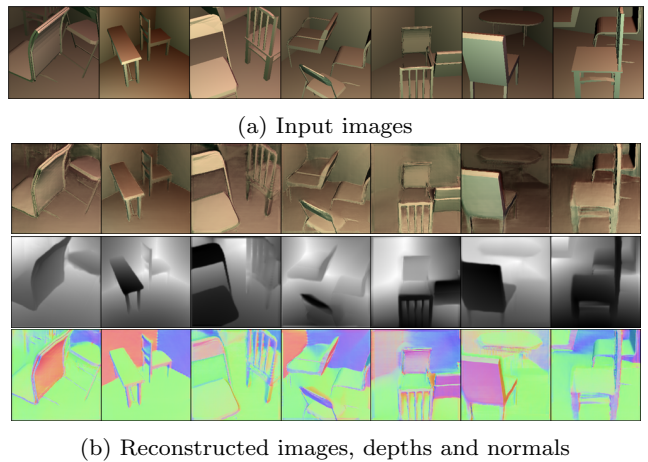 (a) Input images
(b) Reconstructed images, depths and normals